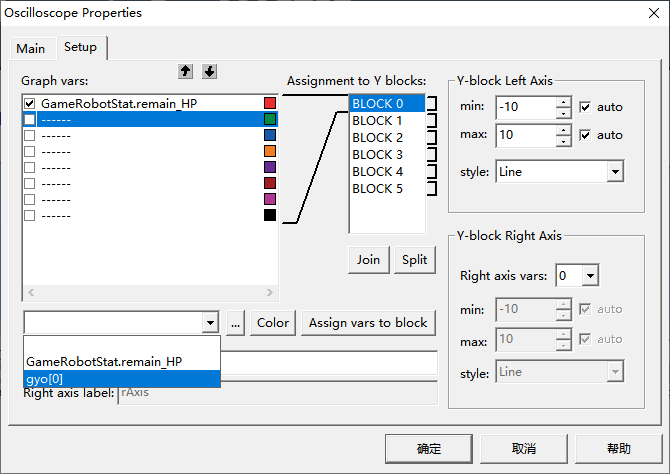 Oscilloscope Properties
Main
Setup
Graph vars:
Assignment to Y blocks:
GameRobotStat.remain_HP
------
------
------
------
------
------
------
BLOCK 0
BLOCK 1
BLOCK 2
BLOCK 3
BLOCK 4
BLOCK 5
Join
Split
...
Color
Assign vars to block
GameRobotStat.remain_HP
gyo[0]
Right axis label:
rAxis
Y-block Left Axis
min:
-10
auto
max:
10
auto
style:
Line
Y-block Right Axis
Right axis vars:
0
min:
-10
auto
max:
10
auto
style:
Line
确定
取消
帮助